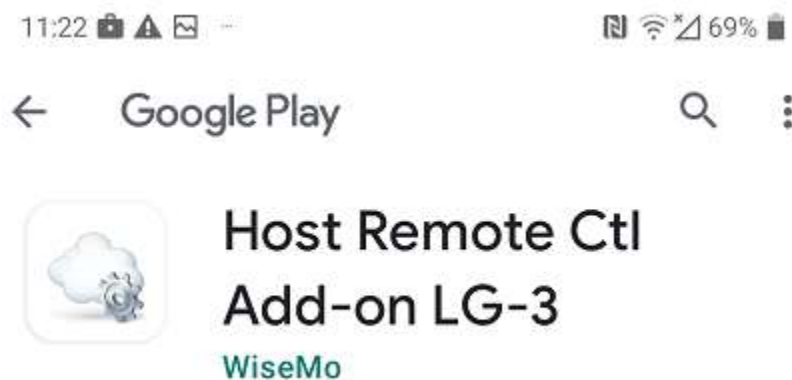 11:22
69%
Google Play
Host Remote Ctl
Add-on LG-3
WiseMo